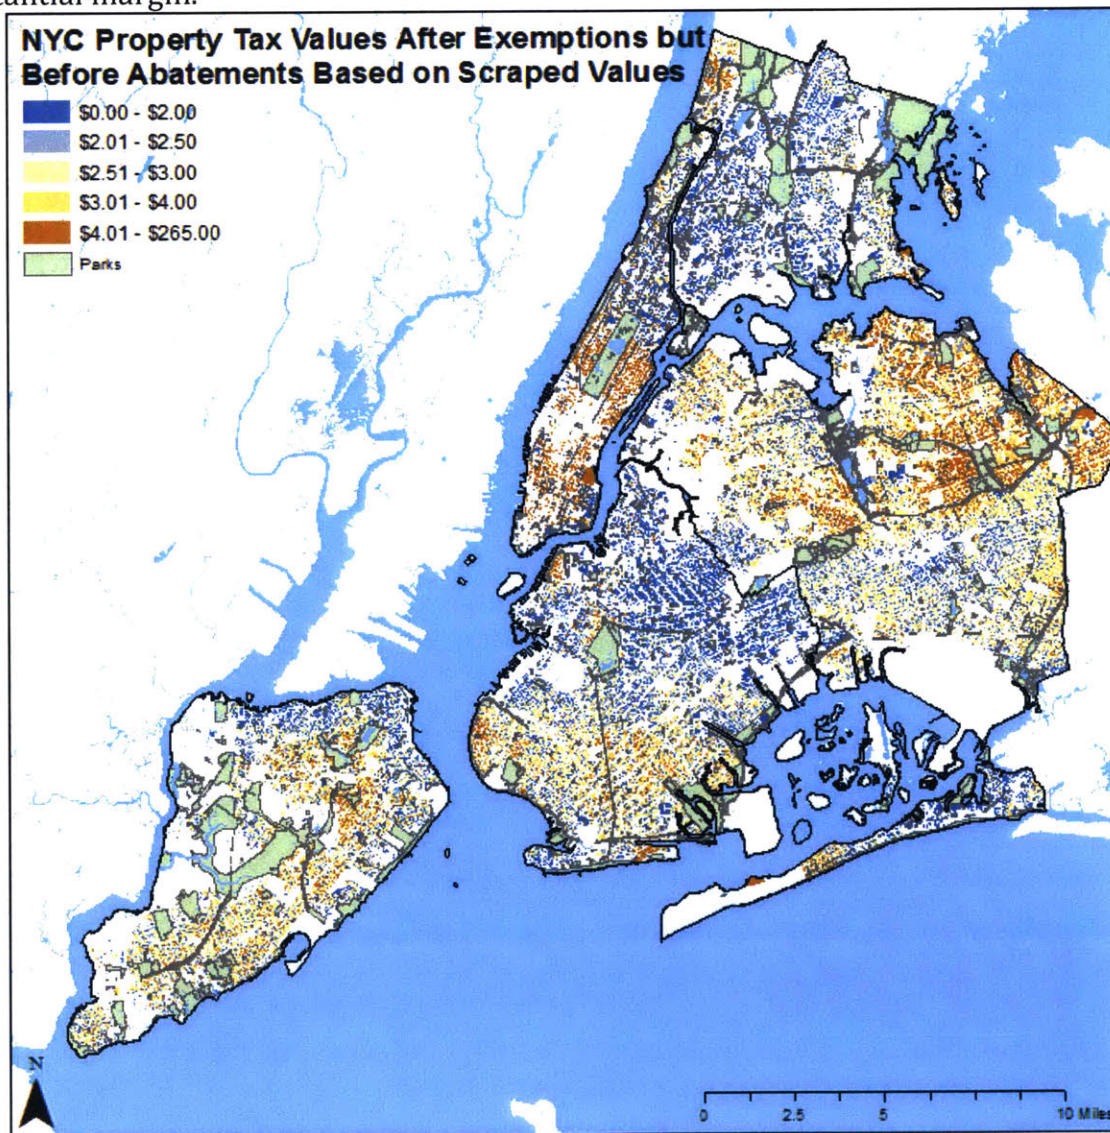 NYC Property Tax Values After Exemptions but
Before Abatements Based on Scraped Values
$0.00 - $2.00
$2.01 - $2.50
$2.51 - $3.00
$3.01 - $4.00
$4.01 - $265.00
Parks
N
0 2.5 5 10 Miles